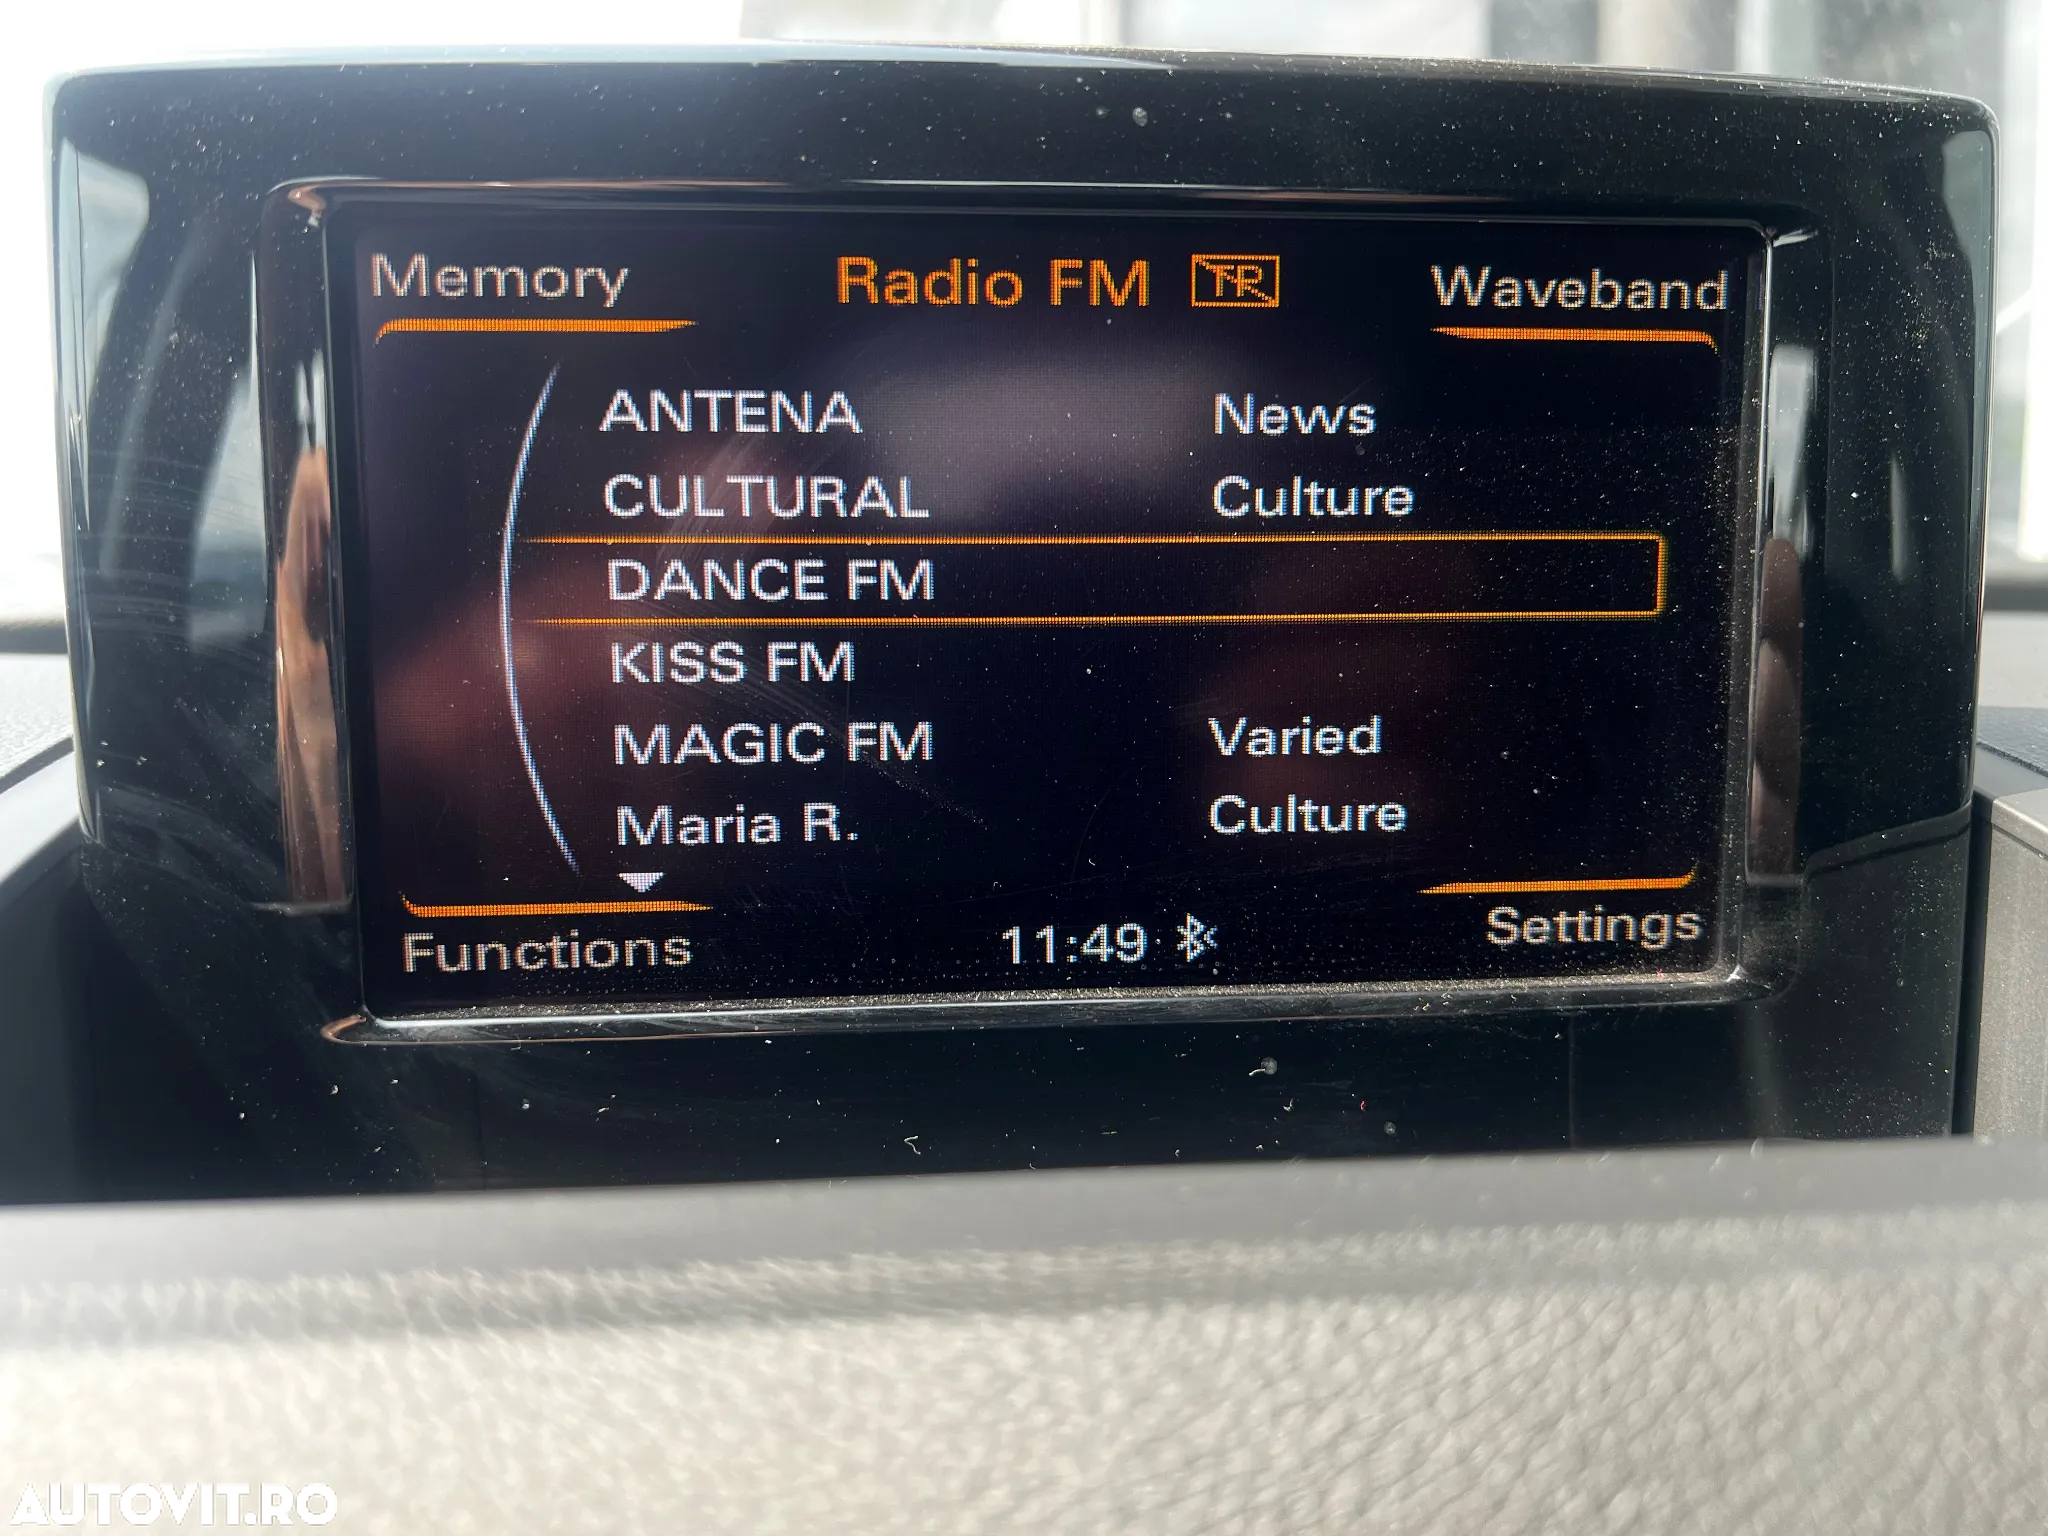 Memory Radio FM TP Waveband
ANTENA News
CULTURAL Culture
DANCE FM
KISS FM
MAGIC FM Varied
Maria R. Culture
Functions 11:49 Settings
AUTOVIT.RO